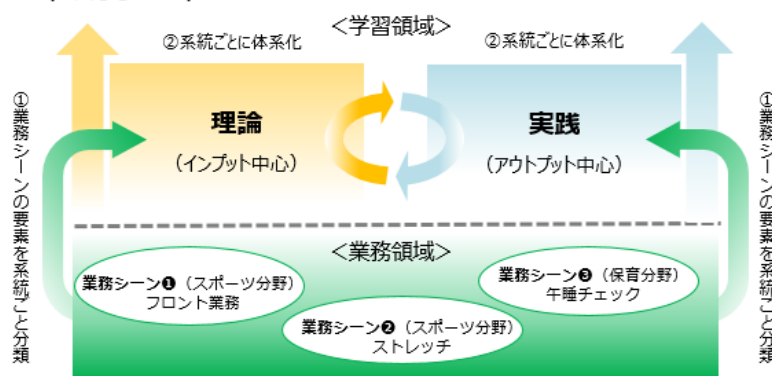 ＜学習領域＞
②系統ごとに体系化
②系統ごとに体系化
①業務シーンの要素を系統ごと分類
理論
（インプット中心）
実践
（アウトプット中心）
①業務シーンの要素を系統ごと分類
＜業務領域＞
業務シーン❶（スポーツ分野）
フロント業務
業務シーン❷（スポーツ分野）
ストレッチ
業務シーン❸（保育分野）
午睡チェック